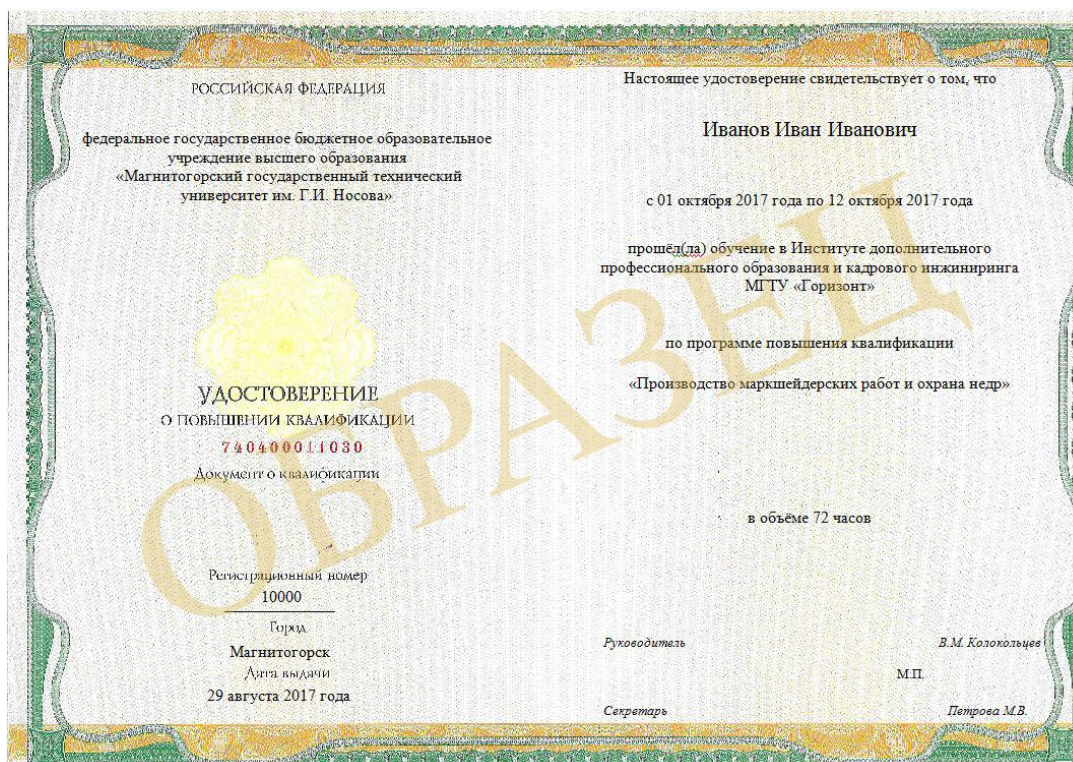 РОССИЙСКАЯ ФЕДЕРАЦИЯ
федеральное государственное бюджетное образовательное
учреждение высшего образования
«Магнитогорский государственный технический
университет им. Г.И. Носова»
УДОСТОВЕРЕНИЕ
О ПОВЫШЕНИИ КВАЛИФИКАЦИИ
740400011030
Документ о квалификации
Регистрационный номер
10000
Город
Магнитогорск
Дата выдачи
29 августа 2017 года
Настоящее удостоверение свидетельствует о том, что
Иванов Иван Иванович
с 01 октября 2017 года по 12 октября 2017 года
прошёл(ла) обучение в Институте дополнительного
профессионального образования и кадрового инжиниринга
МГТУ «Горизонт»
по программе повышения квалификации
«Производство маркшейдерских работ и охрана недр»
в объёме 72 часов
Руководитель В.М. Колокольцев
М.П.
Секретарь Петрова М.В.
ОБРАЗЕЦ